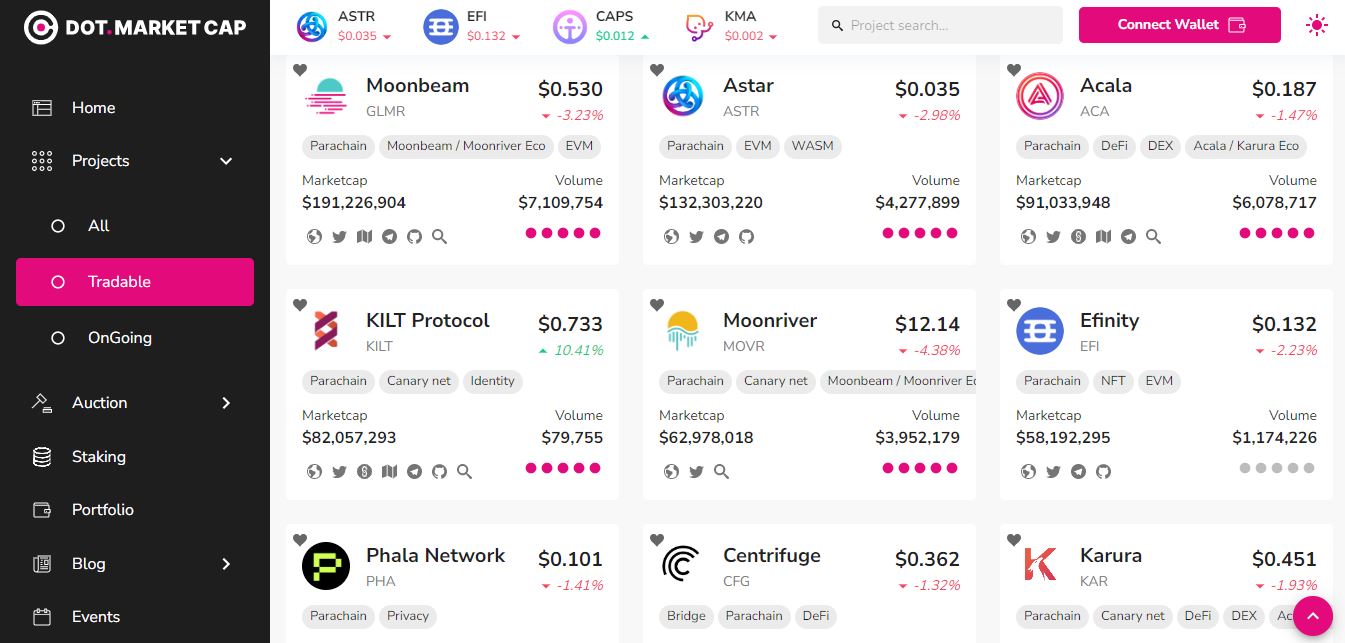 DOT.MARKET CAP
Home
Projects
All
Tradable
OnGoing
Auction
Staking
Portfolio
Blog
Events
ASTR
$0.035
EFI
$0.132
CAPS
$0.012
KMA
$0.002
Project search...
Connect Wallet
Moonbeam
$0.530
GLMR
-3.23%
Parachain Moonbeam / Moonriver Eco EVM
Marketcap Volume
$191,226,904 $7,109,754
Astar
$0.035
ASTR
-2.98%
Parachain EVM WASM
Marketcap Volume
$132,303,220 $4,277,899
Acala
$0.187
ACA
-1.47%
Parachain DeFi DEX Acala / Karura Eco
Marketcap Volume
$91,033,948 $6,078,717
KILT Protocol
$0.733
KILT
10.41%
Parachain Canary net Identity
Marketcap Volume
$82,057,293 $79,755
Moonriver
$12.14
MOVR
-4.38%
Parachain Canary net Moonbeam / Moonriver Ec
Marketcap Volume
$62,978,018 $3,952,179
Efinity
$0.132
EFI
-2.23%
Parachain NFT EVM
Marketcap Volume
$58,192,295 $1,174,226
Phala Network
$0.101
PHA
-1.41%
Parachain Privacy
Centrifuge
$0.362
CFG
-1.32%
Bridge Parachain DeFi
Karura
$0.451
KAR
-1.93%
Parachain Canary net DeFi DEX Ac